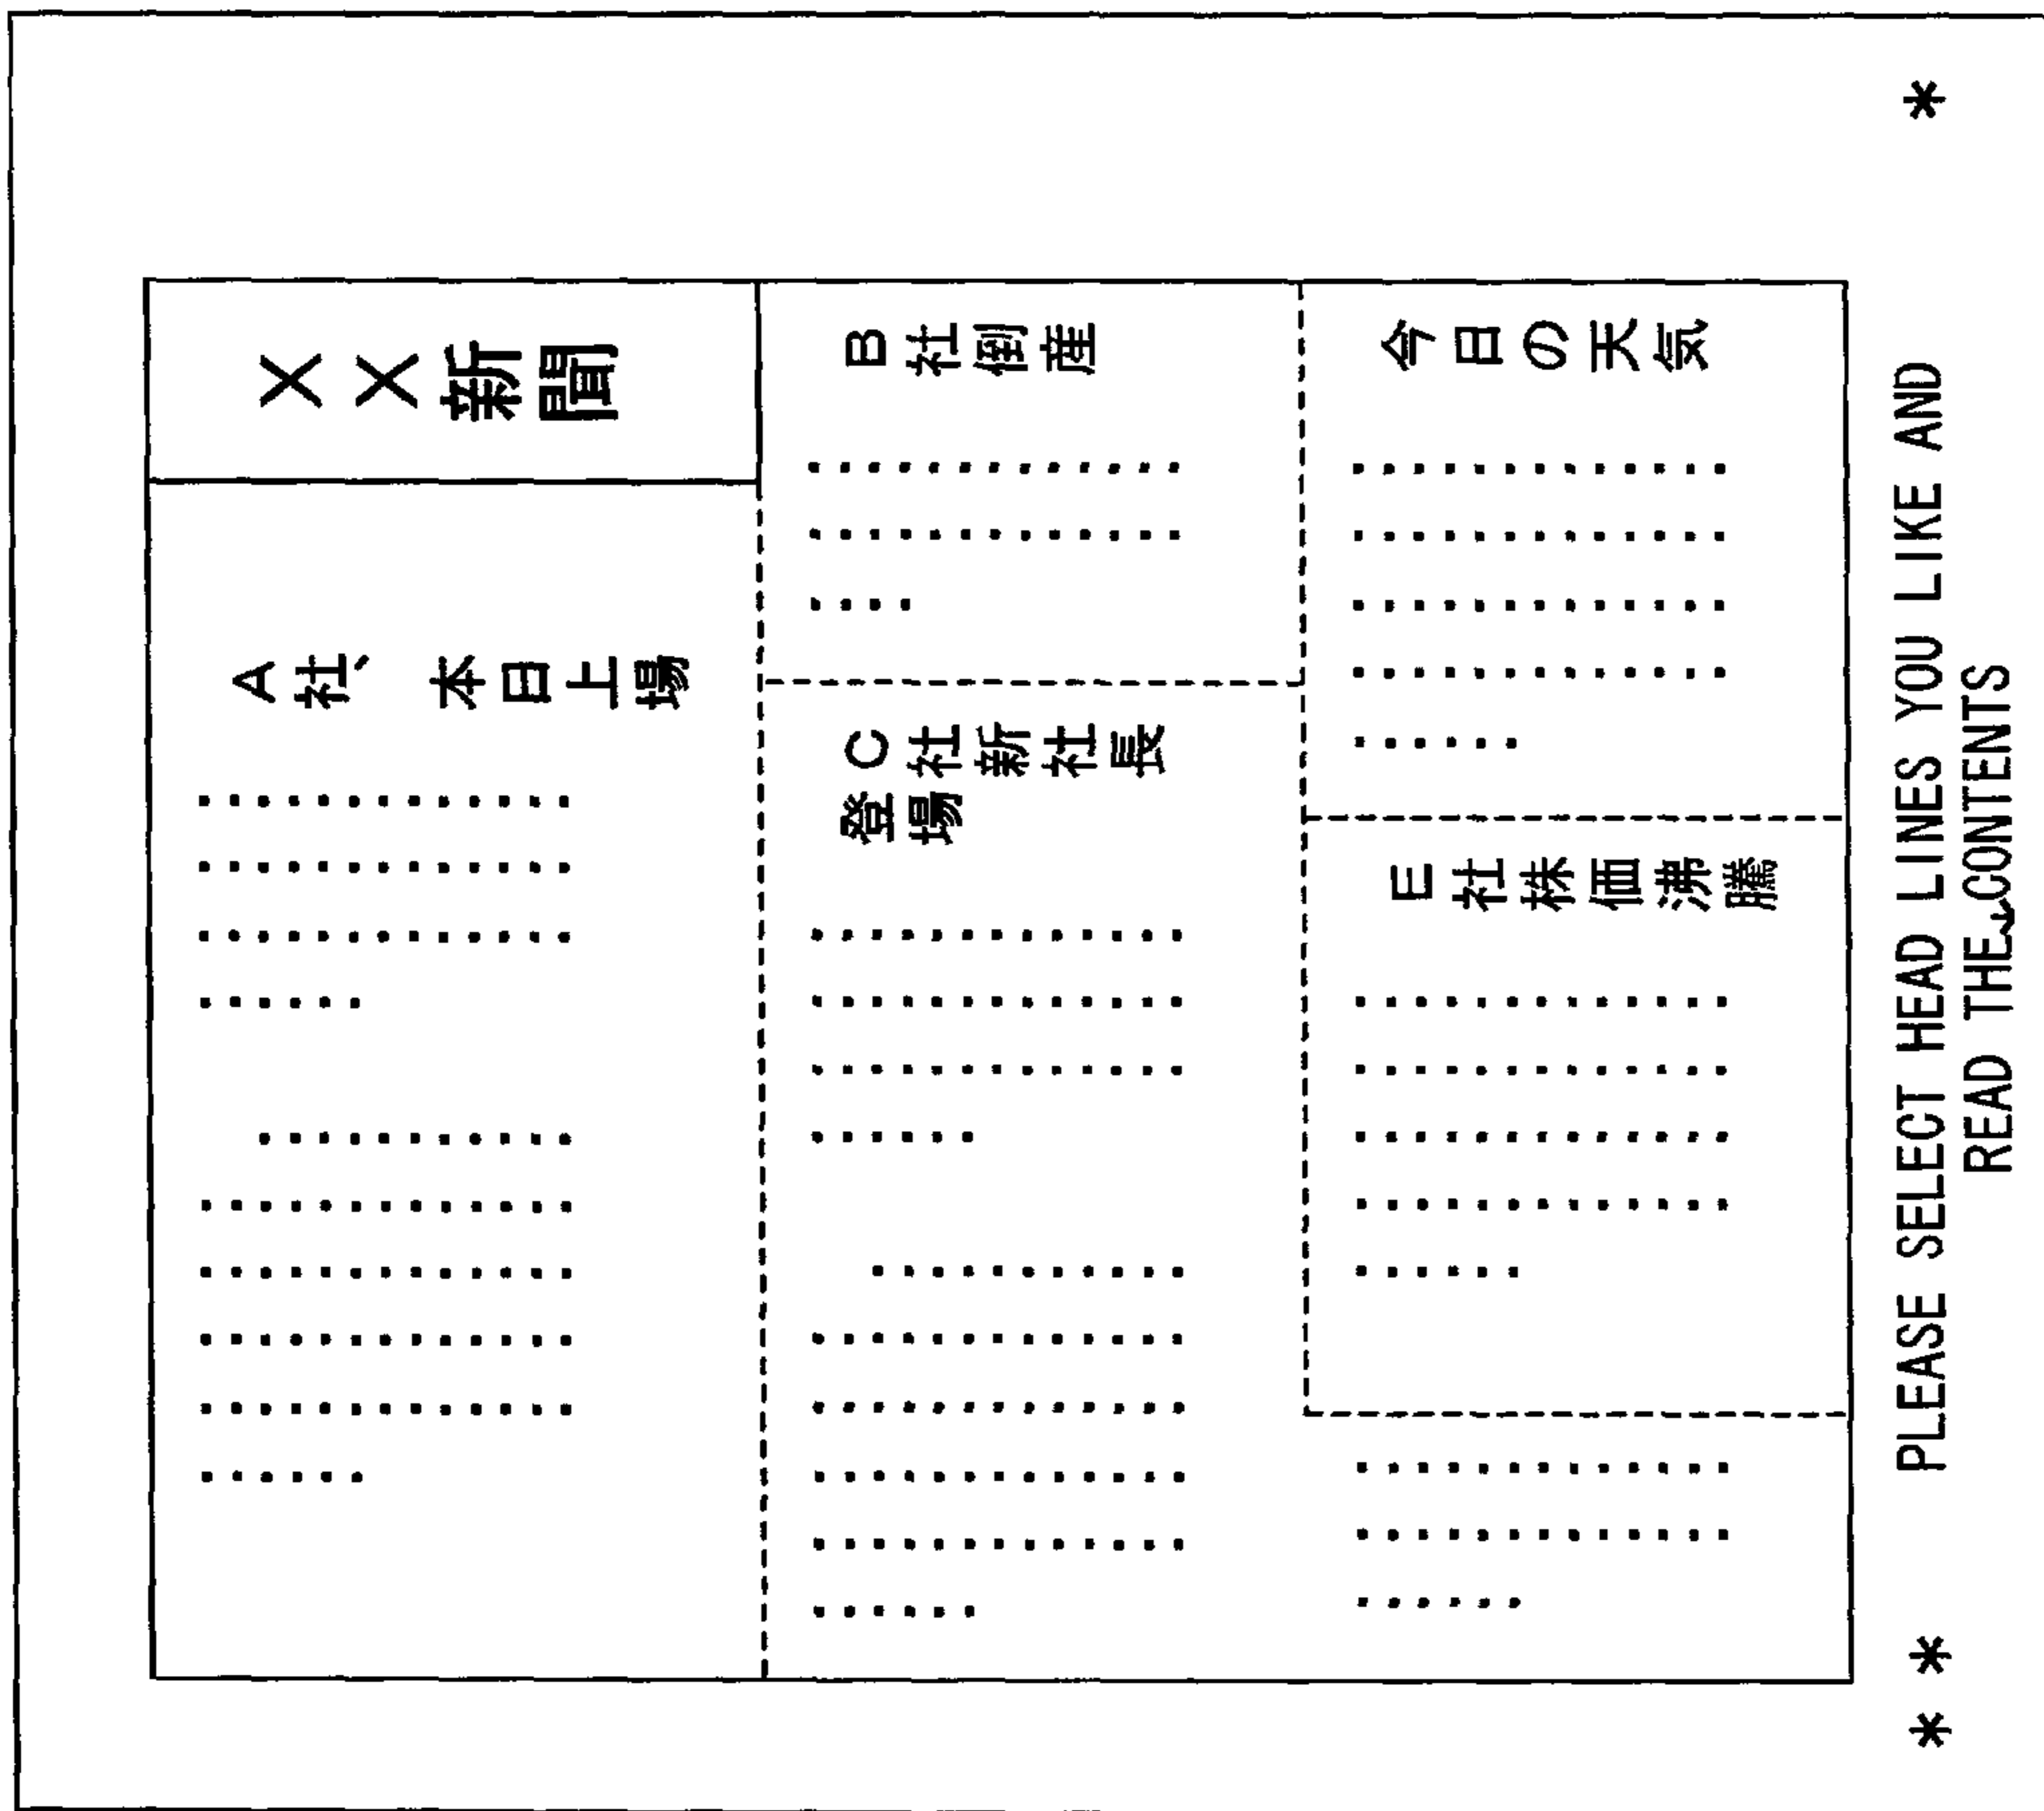 ××新聞
A社、本日上場
B社倒産
C社新社長
登場
今日の天気
E社株価沸騰
** PLEASE SELECT HEAD LINES YOU LIKE AND *
READ THE CONTENTS